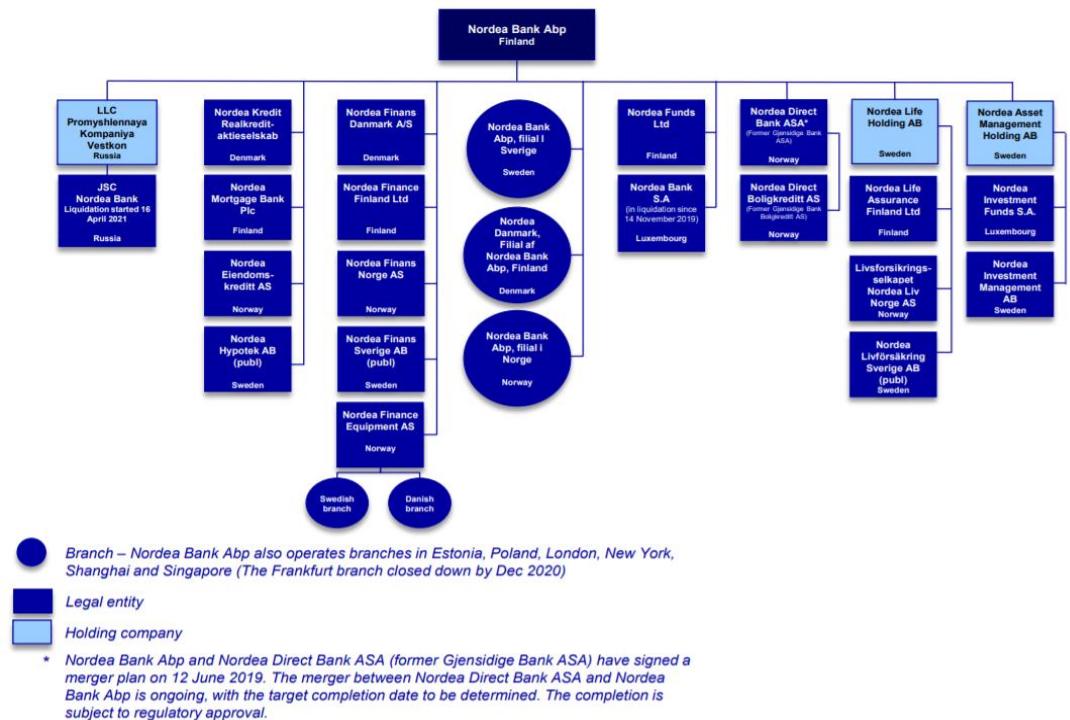 Nordea Bank Abp
Finland
LLC
Promyshlennaya
Kompaniya
Vestkon
Russia
JSC
Nordea Bank
Liquidation started 16
April 2021
Russia
Nordea Kredit
Realkredit-
aktieselskab
Denmark
Nordea
Mortgage Bank
Plc
Finland
Nordea
Eiendoms-
kreditt AS
Norway
Nordea
Hypotek AB
(publ)
Sweden
Nordea Finans
Danmark A/S
Denmark
Nordea Finance
Finland Ltd
Finland
Nordea Finans
Norge AS
Norway
Nordea Finans
Sverige AB
(publ)
Sweden
Nordea Finance
Equipment AS
Norway
Swedish
branch
Danish
branch
Nordea Bank
Abp, filial I
Sverige
Sweden
Nordea
Danmark,
Filial af
Nordea Bank
Abp, Finland
Denmark
Nordea Bank
Abp, filial i
Norge
Norway
Nordea Funds
Ltd
Finland
Nordea Bank
S.A
(in liquidation since
14 November 2019)
Luxembourg
Nordea Direct
Bank ASA*
(Former Gjensidige Bank
ASA)
Norway
Nordea Direct
Boligkreditt AS
(Former Gjensidige Bank
Boligkreditt AS)
Norway
Nordea Life
Holding AB
Sweden
Nordea Life
Assurance
Finland Ltd
Finland
Livsforsikrings-
selkapet
Nordea Liv
Norge AS
Norway
Nordea
Livförsäkring
Sverige AB
(publ)
Sweden
Nordea Asset
Management
Holding AB
Sweden
Nordea
Investment
Funds S.A.
Luxembourg
Nordea
Investment
Management
AB
Sweden
Branch – Nordea Bank Abp also operates branches in Estonia, Poland, London, New York,
Shanghai and Singapore (The Frankfurt branch closed down by Dec 2020)
Legal entity
Holding company
* Nordea Bank Abp and Nordea Direct Bank ASA (former Gjensidige Bank ASA) have signed a
merger plan on 12 June 2019. The merger between Nordea Direct Bank ASA and Nordea
Bank Abp is ongoing, with the target completion date to be determined. The completion is
subject to regulatory approval.